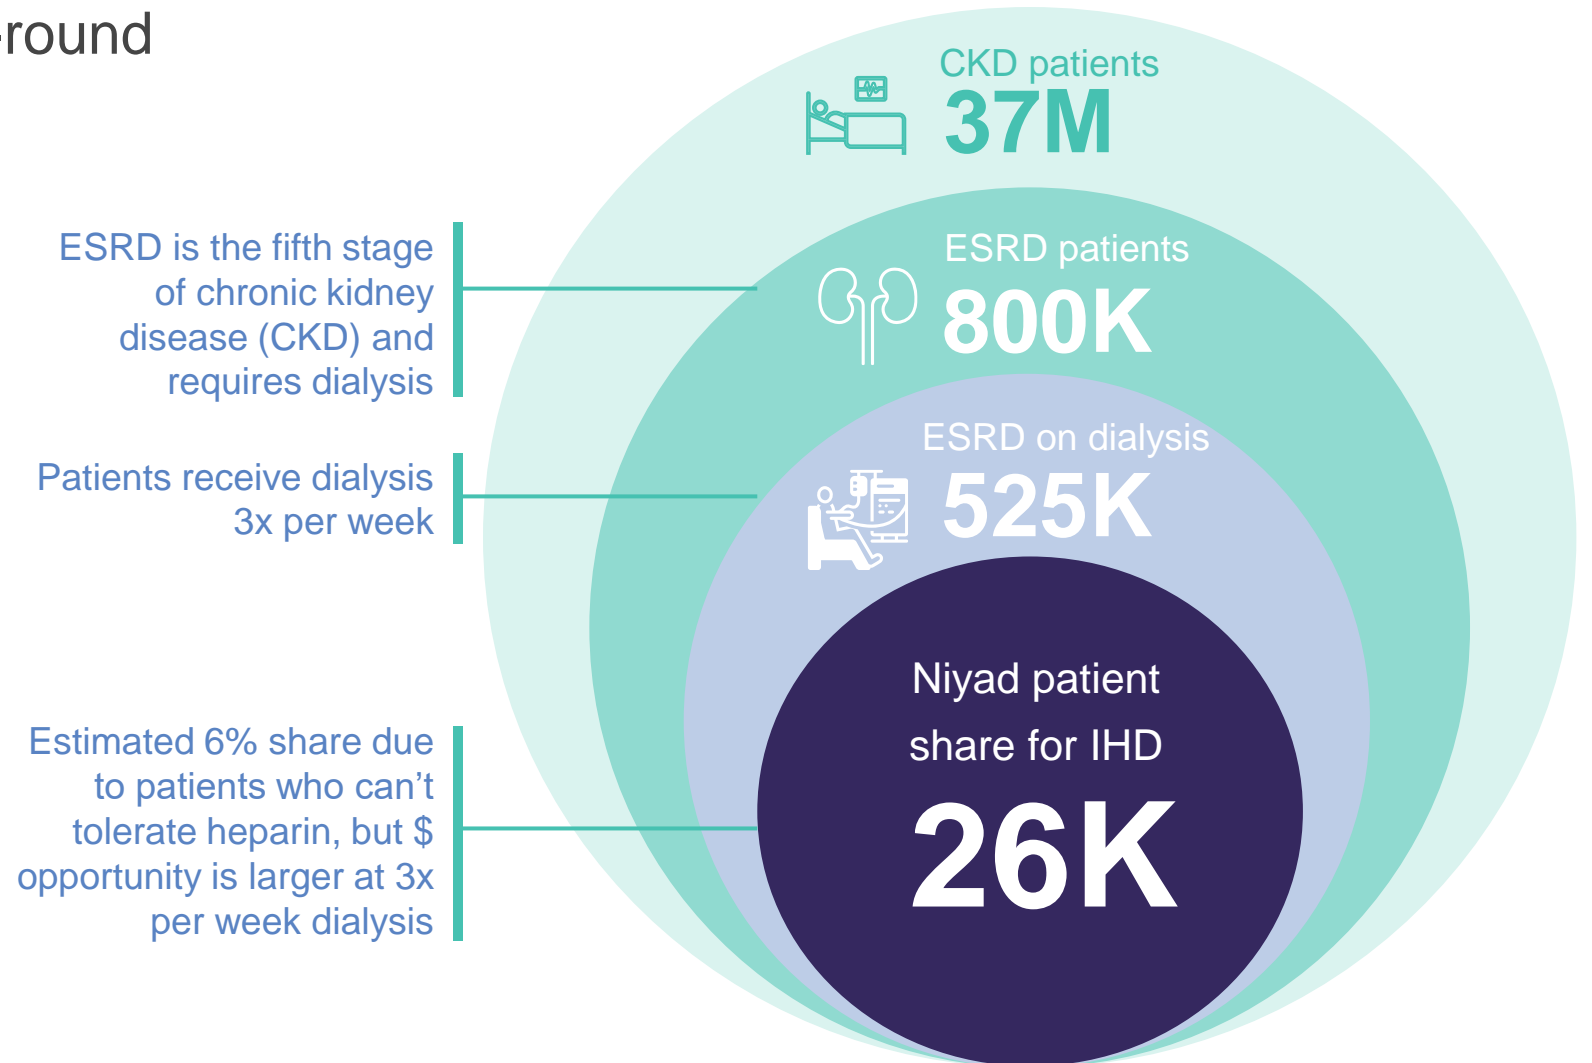 -round
CKD patients
37M
ESRD is the fifth stage
of chronic kidney
disease (CKD) and
requires dialysis
ESRD patients
800K
Patients receive dialysis
3x per week
ESRD on dialysis
525K
Estimated 6% share due
to patients who can’t
tolerate heparin, but $
opportunity is larger at 3x
per week dialysis
Niyad patient
share for IHD
26K